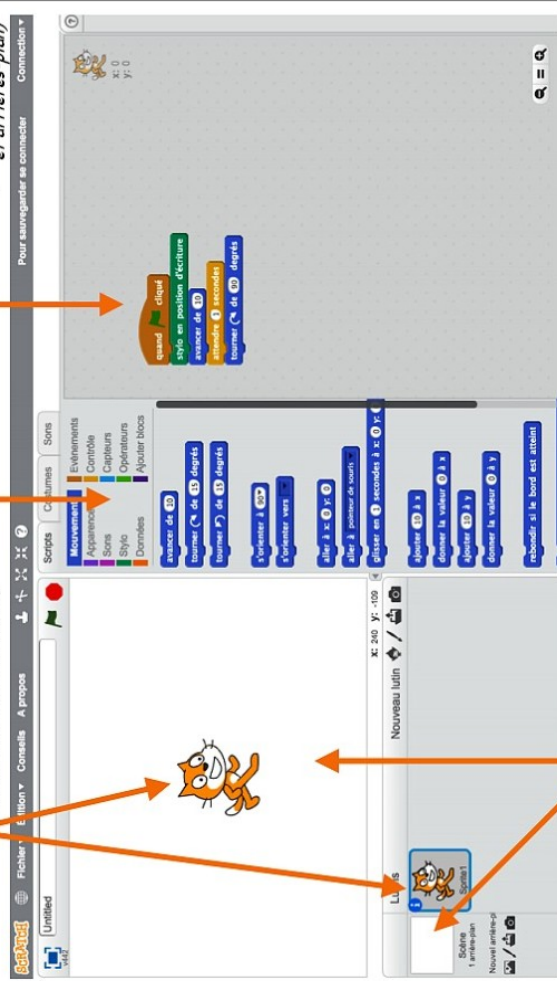 et arrières plan)
SCRATCH Fichier Edition Conseils A propos
Pour sauvegarder se connecter Connection
Untitled
v442
x: 240 y: -109
Scripts Costumes Sons
Mouvement
Apparence
Sons
Stylo
Données
Evénements
Contrôle
Capteurs
Opérateurs
Ajouter blocs
avancer de 10
tourner de 15 degrés
tourner de 15 degrés
s'orienter à 90
s'orienter vers
aller à x: 0 y: 0
aller à pointeur de souris
glisser en 1 secondes à x: 0 y:
ajouter 10 à x
donner la valeur 0 à x
ajouter 10 à y
donner la valeur 0 à y
rebondir si le bord est atteint
quand cliqué
stylo en position d'écriture
avancer de 10
attendre 1 secondes
tourner de 90 degrés
x: 0
y: 0
Nouveau lutin
Sprite1
Scène
1 arrière-plan
Nouvel arrière-p